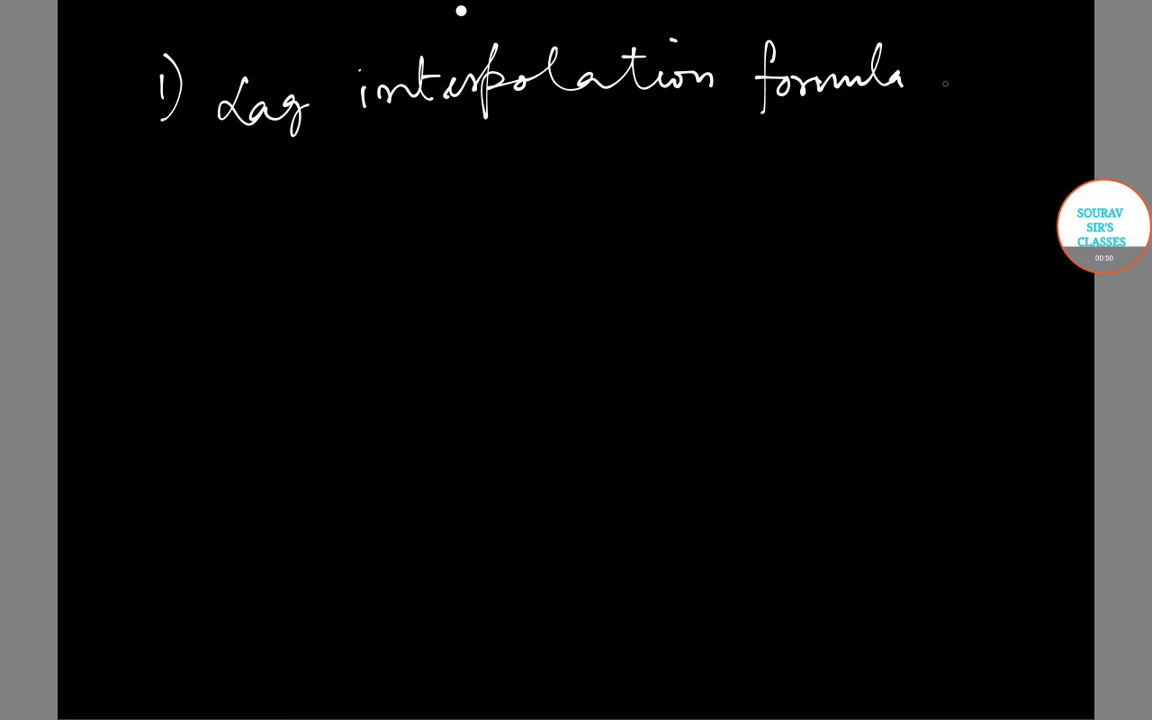 1) Lag interpolation formula
SOURAV
SIR'S
CLASSES
00:50